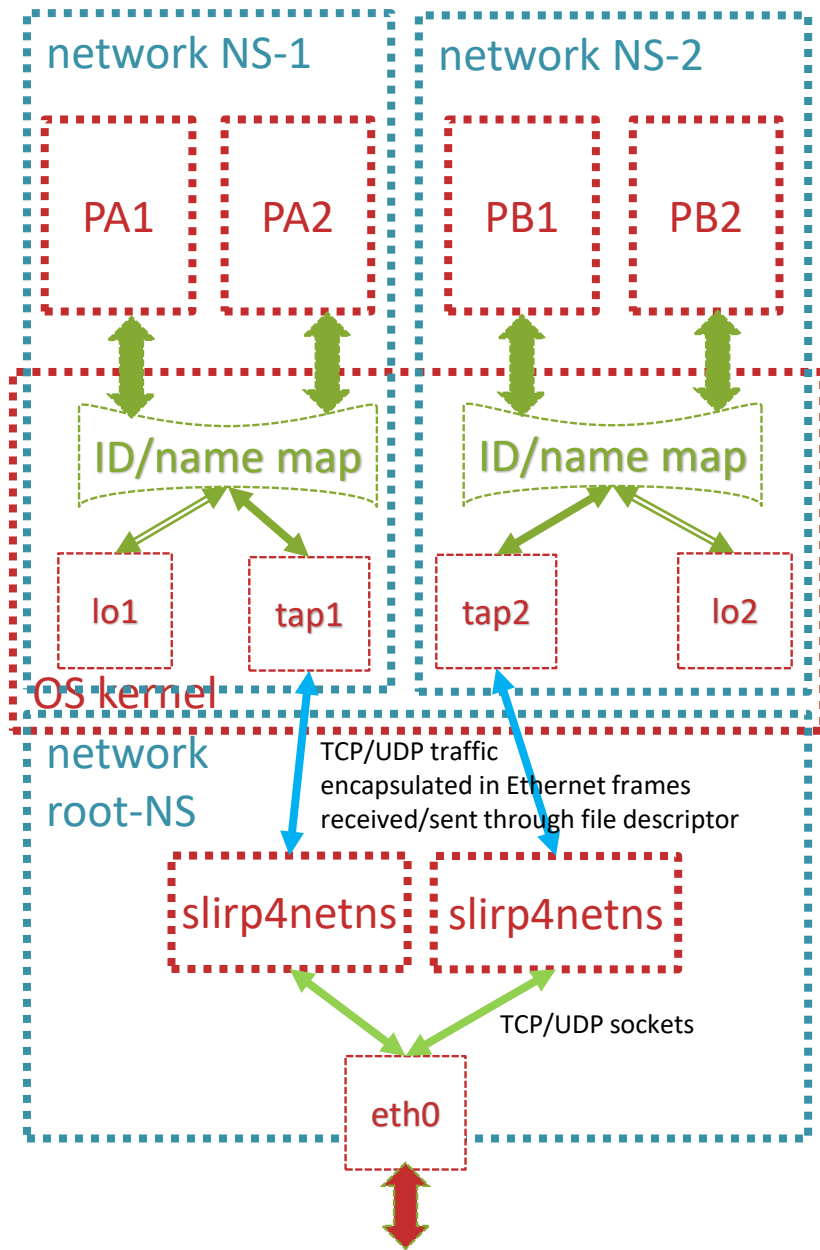 network NS-1
network NS-2
PA1
PA2
PB1
PB2
ID/name map
ID/name map
lo1
tap1
tap2
lo2
OS kernel
network
root-NS
TCP/UDP traffic
encapsulated in Ethernet frames
received/sent through file descriptor
slirp4netns
slirp4netns
TCP/UDP sockets
eth0